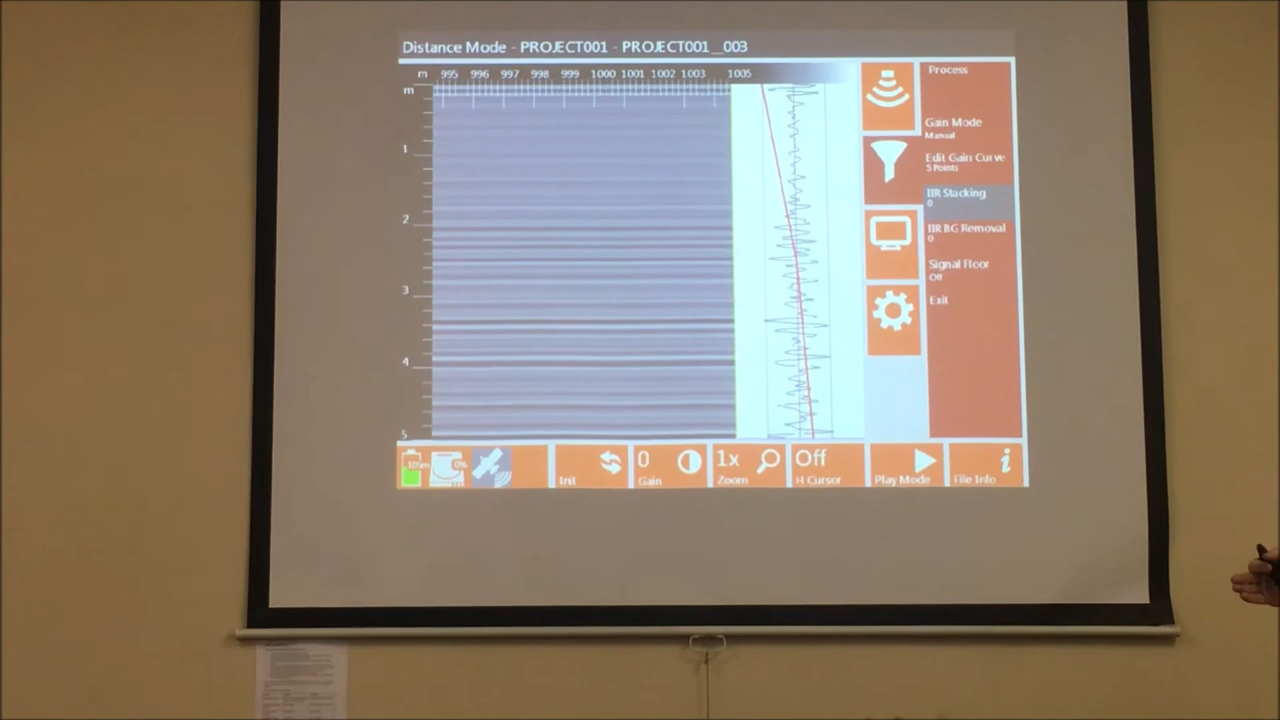 Distance Mode - PROJECT001 - PROJECT001__003
m 995 996 997 998 999 1000 1001 1002 1003 1005
m
1
2
3
4
5
Process
Gain Mode
Manual
Edit Gain Curve
5 Points
IIR Stacking
0
IIR BG Removal
0
Signal Floor
Off
Exit
0%
Init
0
Gain
1x
Zoom
Off
H Cursor
Play Mode
i
File Info